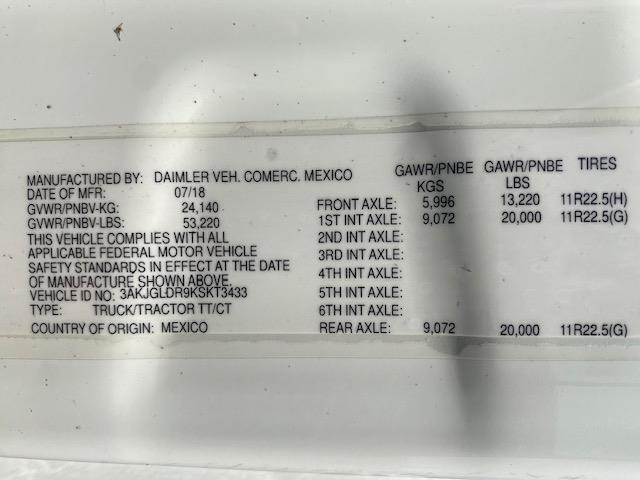 MANUFACTURED BY: DAIMLER VEH. COMERC. MEXICO
DATE OF MFR: 07/18
GVWR/PNBV-KG: 24,140
GVWR/PNBV-LBS: 53,220
THIS VEHICLE COMPLIES WITH ALL
APPLICABLE FEDERAL MOTOR VEHICLE
SAFETY STANDARDS IN EFFECT AT THE DATE
OF MANUFACTURE SHOWN ABOVE.
VEHICLE ID NO: 3AKJGLDR9KSKT3433
TYPE: TRUCK/TRACTOR TT/CT
COUNTRY OF ORIGIN: MEXICO
GAWR/PNBE GAWR/PNBE TIRES
KGS LBS
FRONT AXLE: 5,996 13,220 11R22.5(H)
1ST INT AXLE: 9,072 20,000 11R22.5(G)
2ND INT AXLE:
3RD INT AXLE:
4TH INT AXLE:
5TH INT AXLE:
6TH INT AXLE:
REAR AXLE: 9,072 20,000 11R22.5(G)